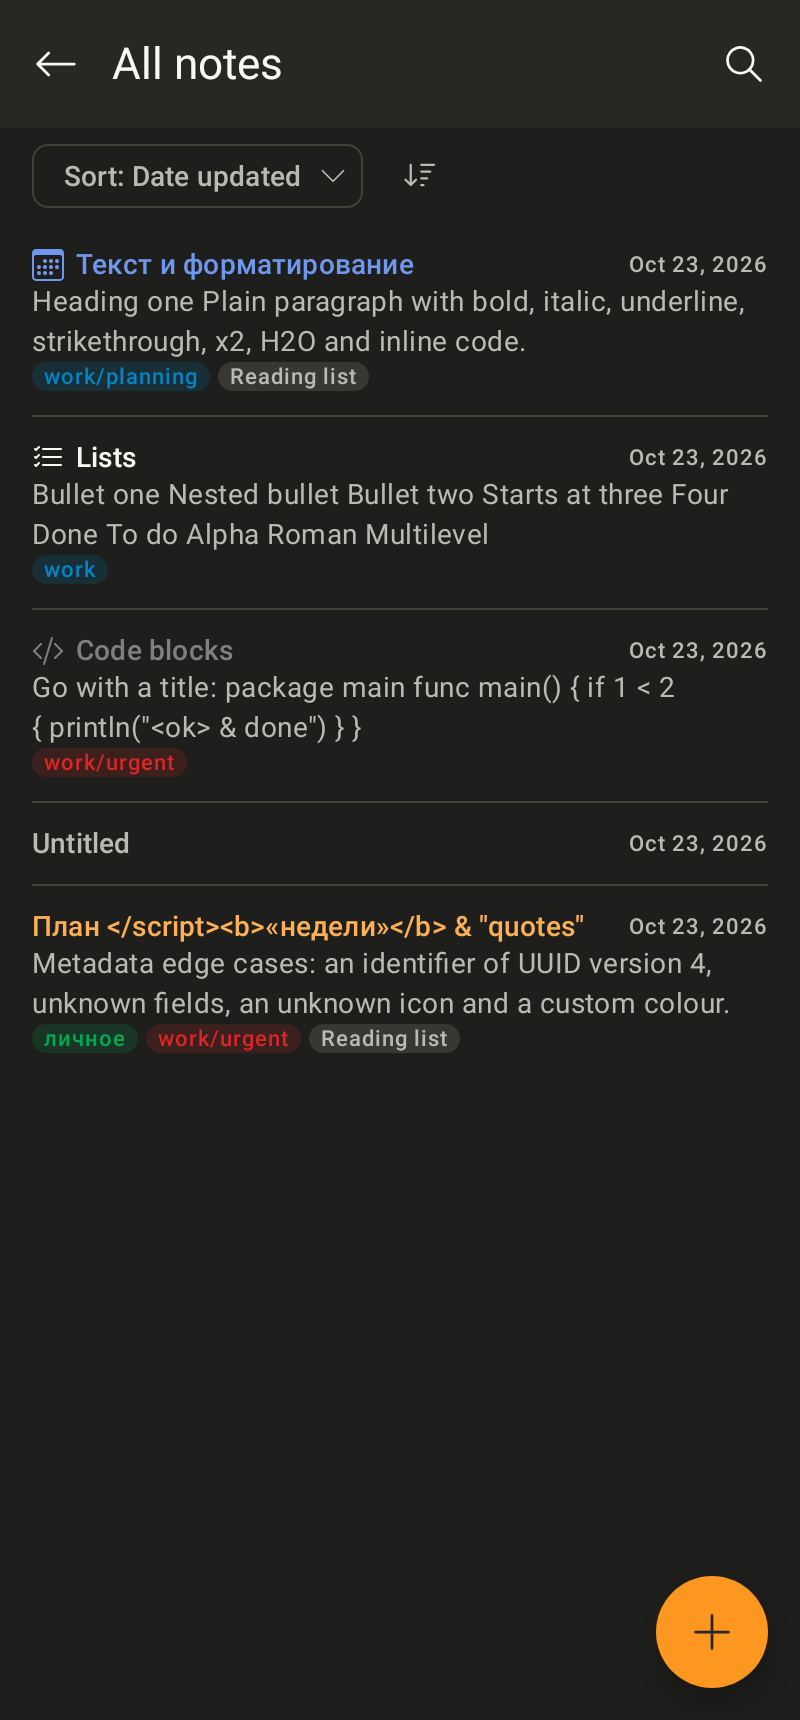 All notes
Sort: Date updated
Текст и форматирование Oct 23, 2026
Heading one Plain paragraph with bold, italic, underline,
strikethrough, x2, H2O and inline code.
work/planning Reading list
Lists Oct 23, 2026
Bullet one Nested bullet Bullet two Starts at three Four
Done To do Alpha Roman Multilevel
work
Code blocks Oct 23, 2026
Go with a title: package main func main() { if 1 < 2
{ println("<ok> & done") } }
work/urgent
Untitled Oct 23, 2026
План </script><b>«недели»</b> & "quotes" Oct 23, 2026
Metadata edge cases: an identifier of UUID version 4,
unknown fields, an unknown icon and a custom colour.
личное work/urgent Reading list